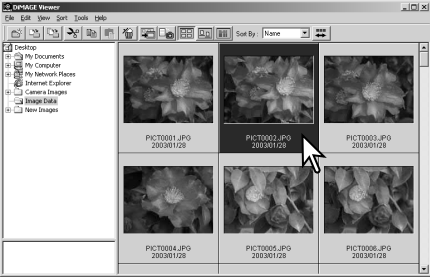 DiMAGE Viewer
File Edit View Sort Tools Help
Sort By : Name
Desktop
My Documents
My Computer
My Network Places
Internet Explorer
Camera Images
Image Data
New Images
PICT0001.JPG
2003/01/28
PICT0002.JPG
2003/01/28
PICT0003.JPG
2003/01/28
PICT0004.JPG
2003/01/28
PICT0005.JPG
2003/01/28
PICT0006.JPG
2003/01/28